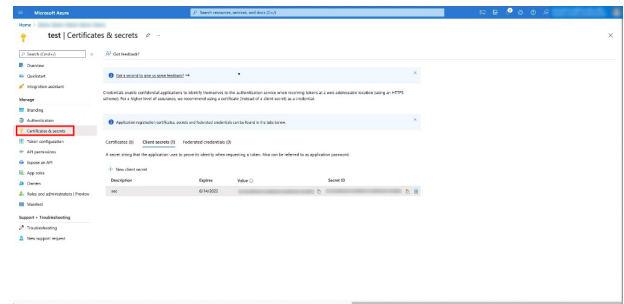 Microsoft Azure
Search resources, services, and docs (G+/)
Home >
test | Certificates & secrets
Search (Cmd+/)
Got feedback?
Overview
Quickstart
Integration assistant
Manage
Branding
Authentication
Certificates & secrets
Token configuration
API permissions
Expose an API
App roles
Owners
Roles and administrators | Preview
Manifest
Support + Troubleshooting
Troubleshooting
New support request
Got a second to give us some feedback? →
Credentials enable confidential applications to identify themselves to the authentication service when receiving tokens at a web addressable location (using an HTTPS
scheme). For a higher level of assurance, we recommend using a certificate (instead of a client secret) as a credential.
Application registration certificates, secrets and federated credentials can be found in the tabs below.
Certificates (0) Client secrets (1) Federated credentials (0)
A secret string that the application uses to prove its identity when requesting a token. Also can be referred to as application password.
New client secret
Description Expires Value Secret ID
6/14/2022